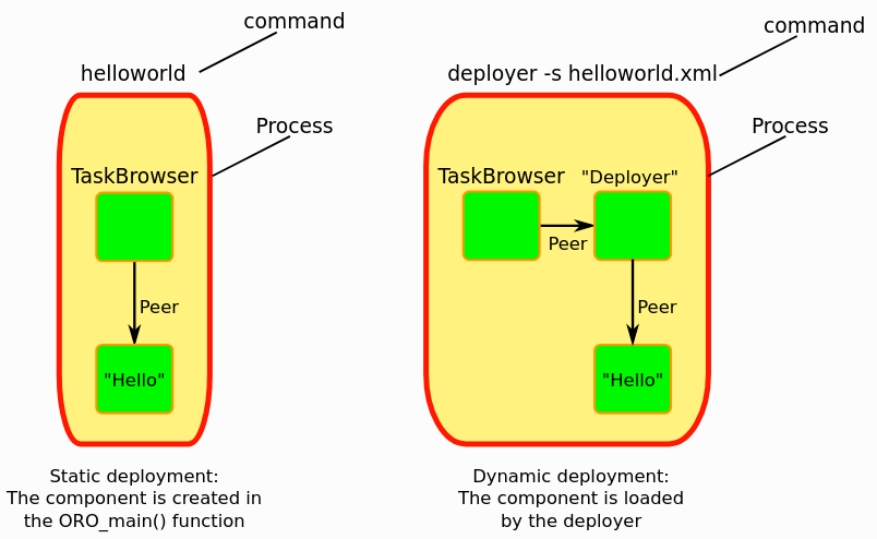 command
helloworld
Process
TaskBrowser
Peer
"Hello"
Static deployment:
The component is created in
the ORO_main() function
command
deployer -s helloworld.xml
Process
TaskBrowser
"Deployer"
Peer
Peer
"Hello"
Dynamic deployment:
The component is loaded
by the deployer